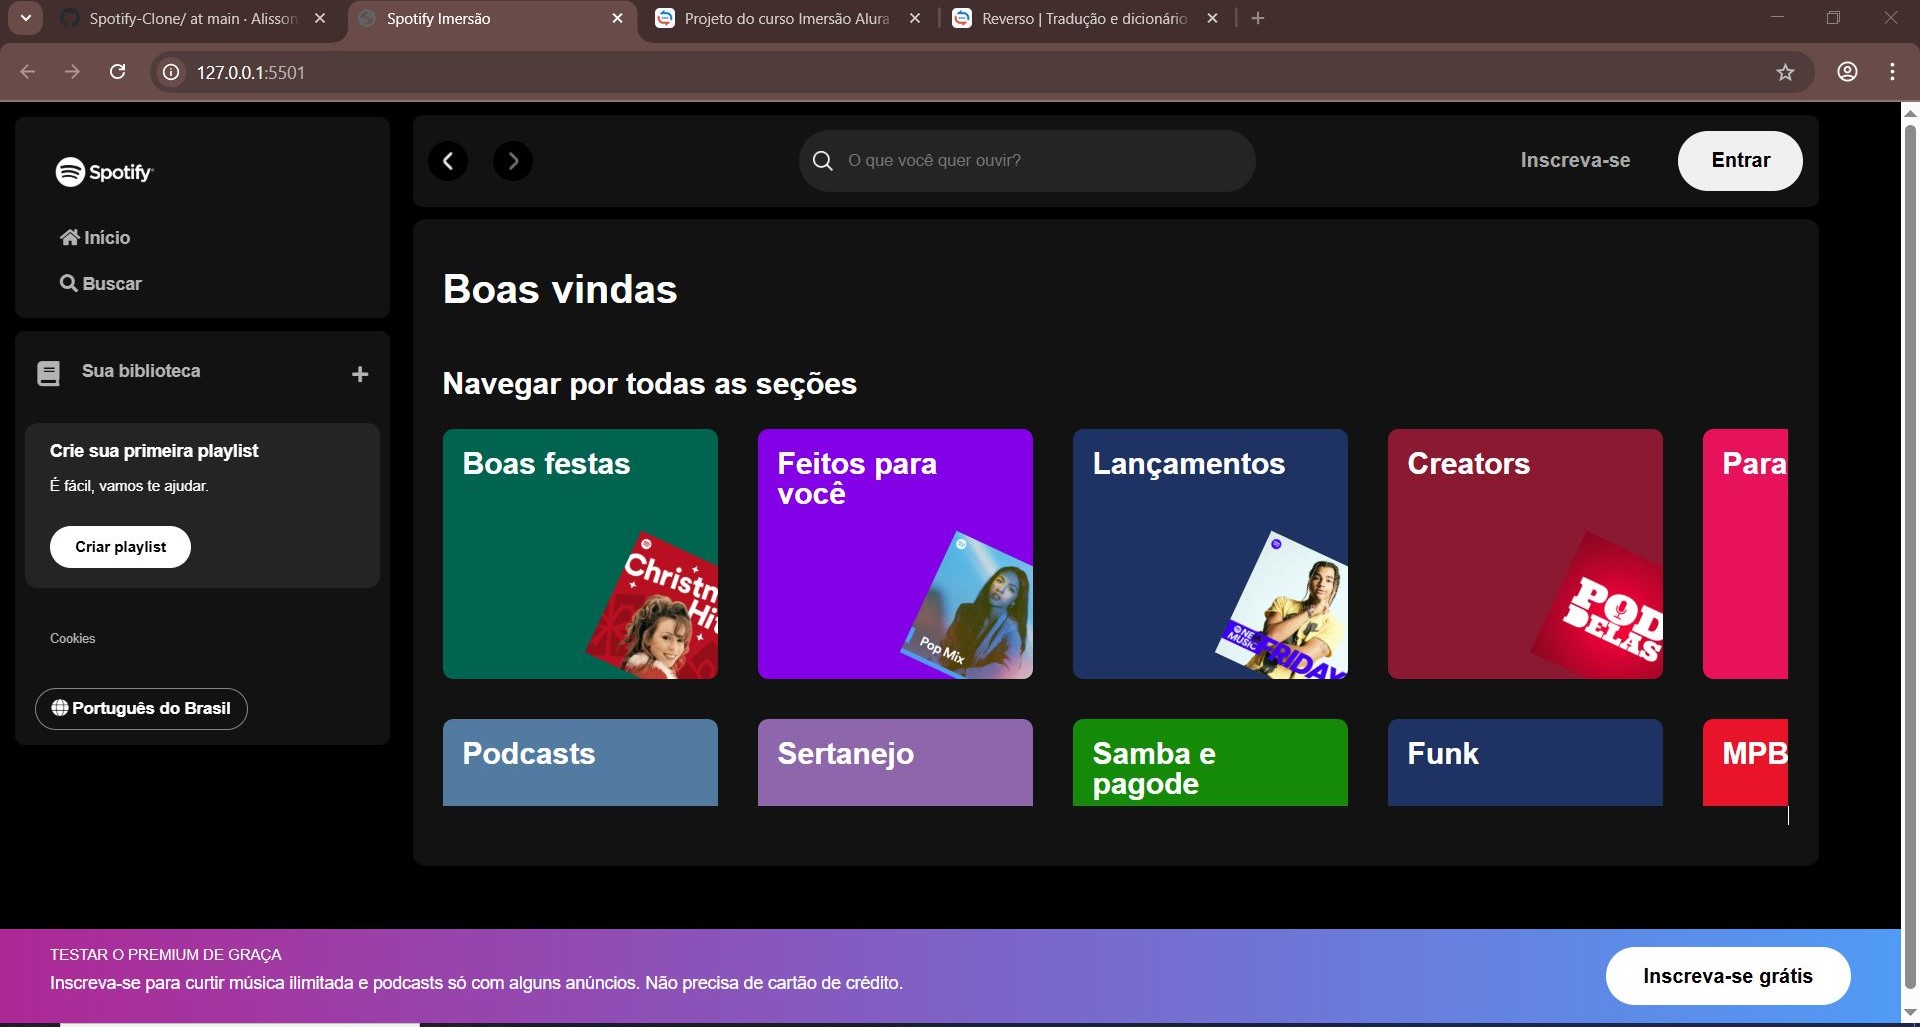 Spotify-Clone/ at main · Alisson
Spotify Imersão
Projeto do curso Imersão Alura
Reverso | Tradução e dicionário
127.0.0.1:5501
Spotify
Início
Buscar
Sua biblioteca
Crie sua primeira playlist
É fácil, vamos te ajudar.
Criar playlist
Cookies
Português do Brasil
O que você quer ouvir?
Inscreva-se
Entrar
Boas vindas
Navegar por todas as seções
Boas festas
Christm
Hit
Feitos para
você
Pop Mix
Lançamentos
NE
MUSIC
FRIDAY
Creators
POD
DELAS
Para
Podcasts
Sertanejo
Samba e
pagode
Funk
MPB
TESTAR O PREMIUM DE GRAÇA
Inscreva-se para curtir música ilimitada e podcasts só com alguns anúncios. Não precisa de cartão de crédito.
Inscreva-se grátis